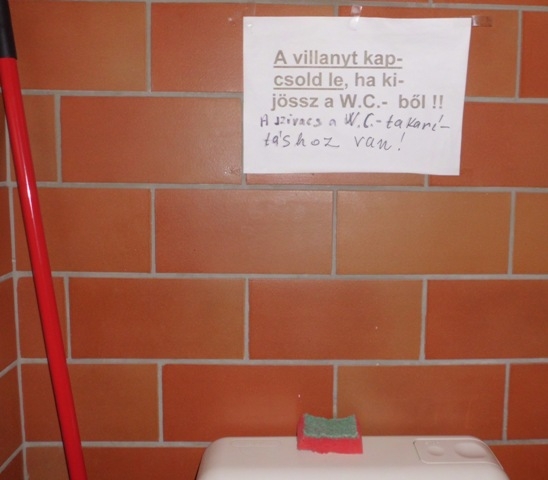 A villanyt kap-
csold le, ha ki-
jössz a W.C.- ből !!
A szivacs a W.C.-takarí-
táshoz van!